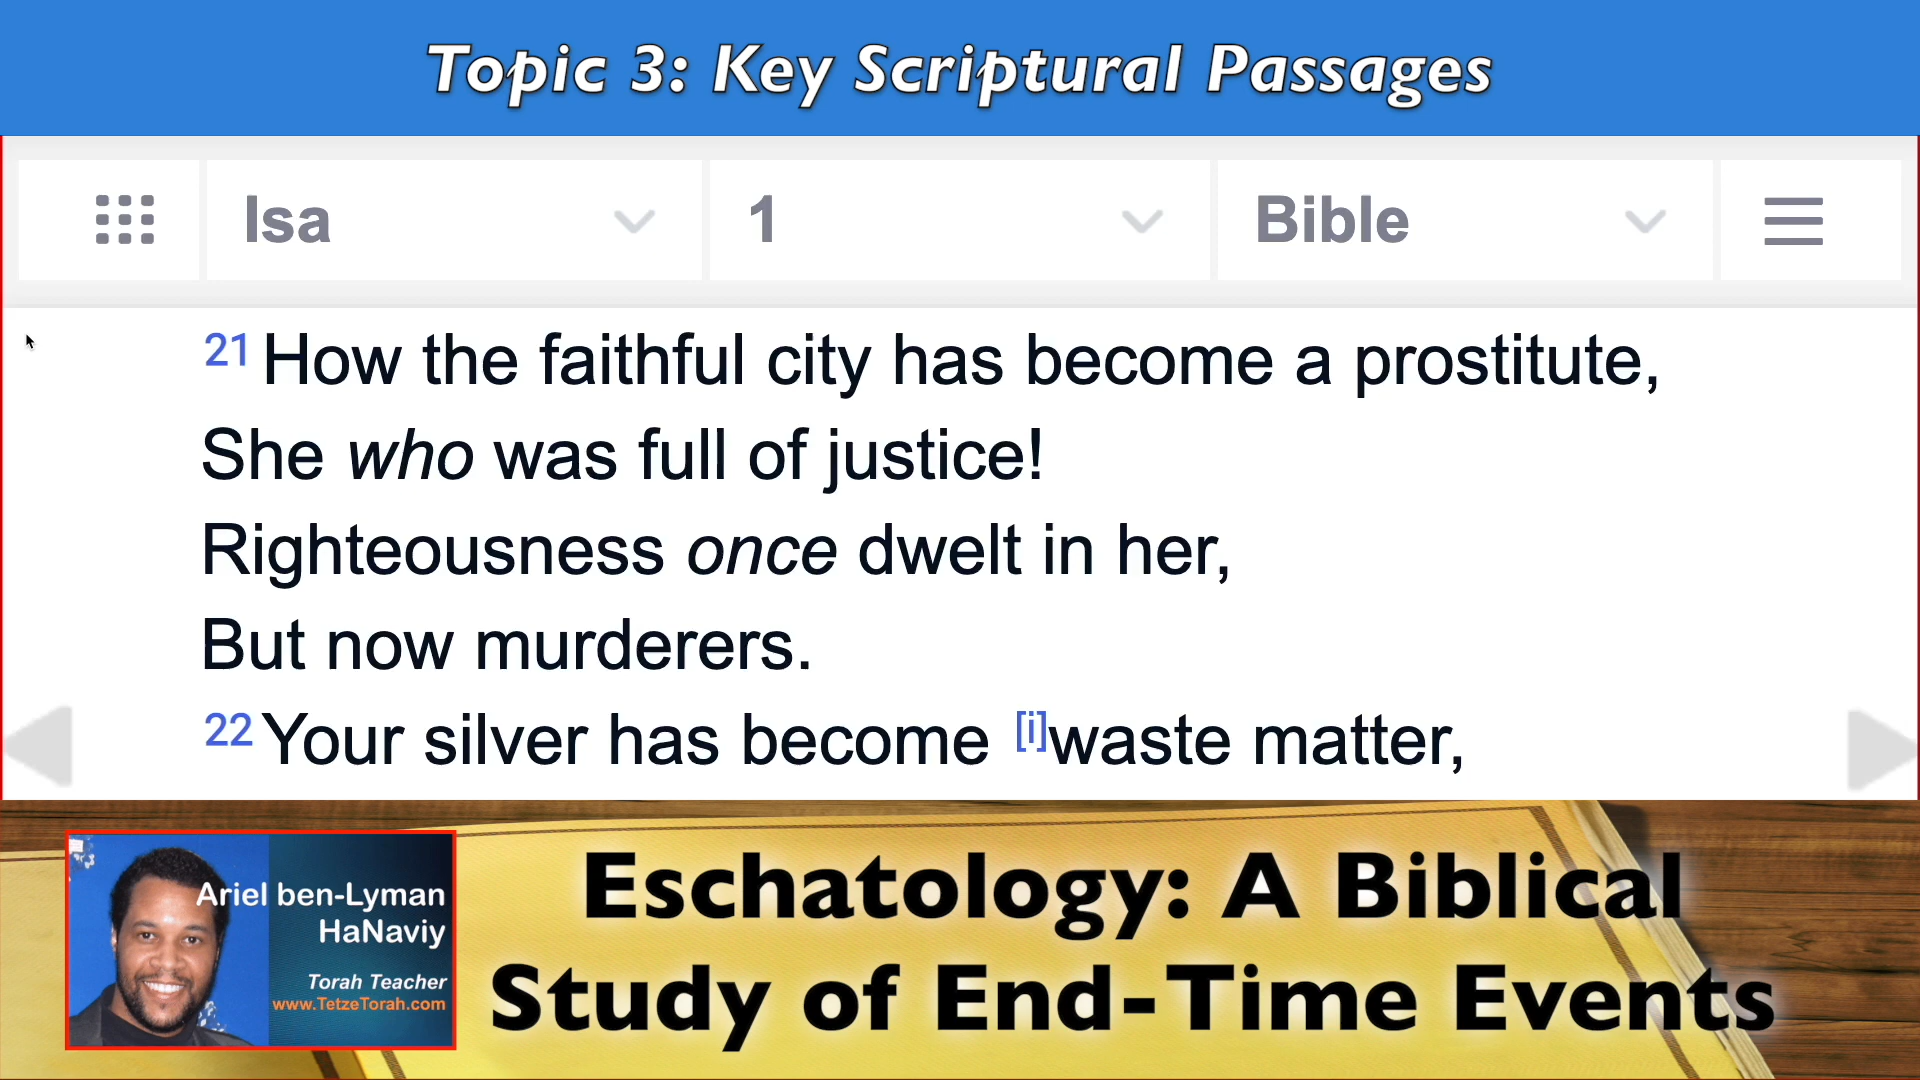 Topic 3: Key Scriptural Passages
Isa 1 Bible
21 How the faithful city has become a prostitute,
She who was full of justice!
Righteousness once dwelt in her,
But now murderers.
22 Your silver has become [i]waste matter,
Ariel ben-Lyman
HaNaviy
Torah Teacher
www.TetzeTorah.com
Eschatology: A Biblical
Study of End-Time Events